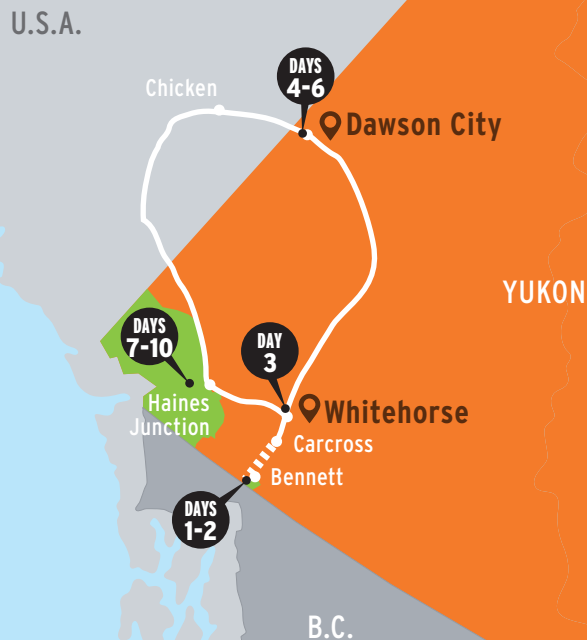 U.S.A.
DAYS
4-6
Chicken
Dawson City
YUKON
DAYS
7-10
DAY
3
Haines
Junction
Whitehorse
Carcross
Bennett
DAYS
1-2
B.C.